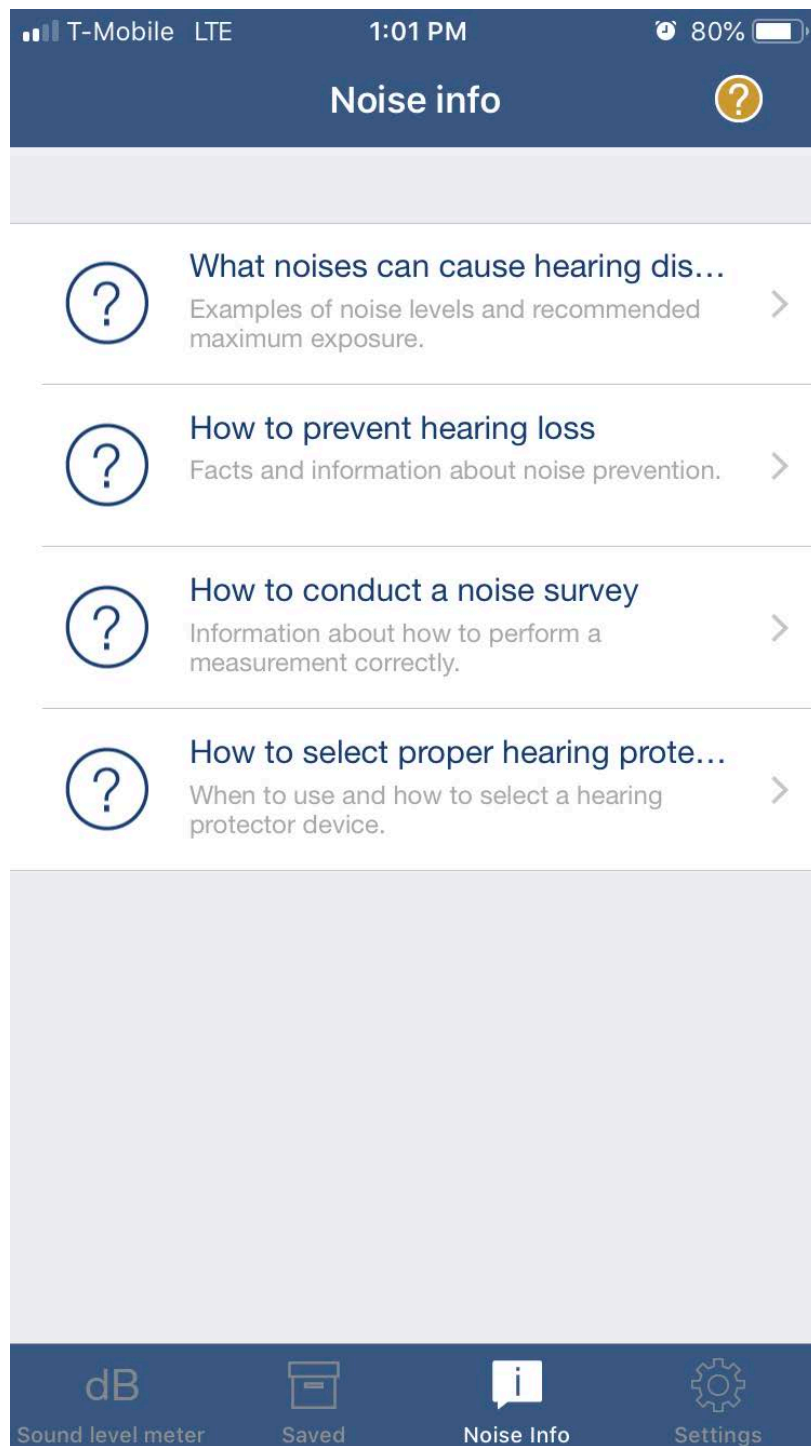 T-Mobile LTE 1:01 PM 80%
Noise info ?
? What noises can cause hearing dis...
Examples of noise levels and recommended
maximum exposure.
? How to prevent hearing loss
Facts and information about noise prevention.
? How to conduct a noise survey
Information about how to perform a
measurement correctly.
? How to select proper hearing prote...
When to use and how to select a hearing
protector device.
dB i
Sound level meter Saved Noise Info Settings